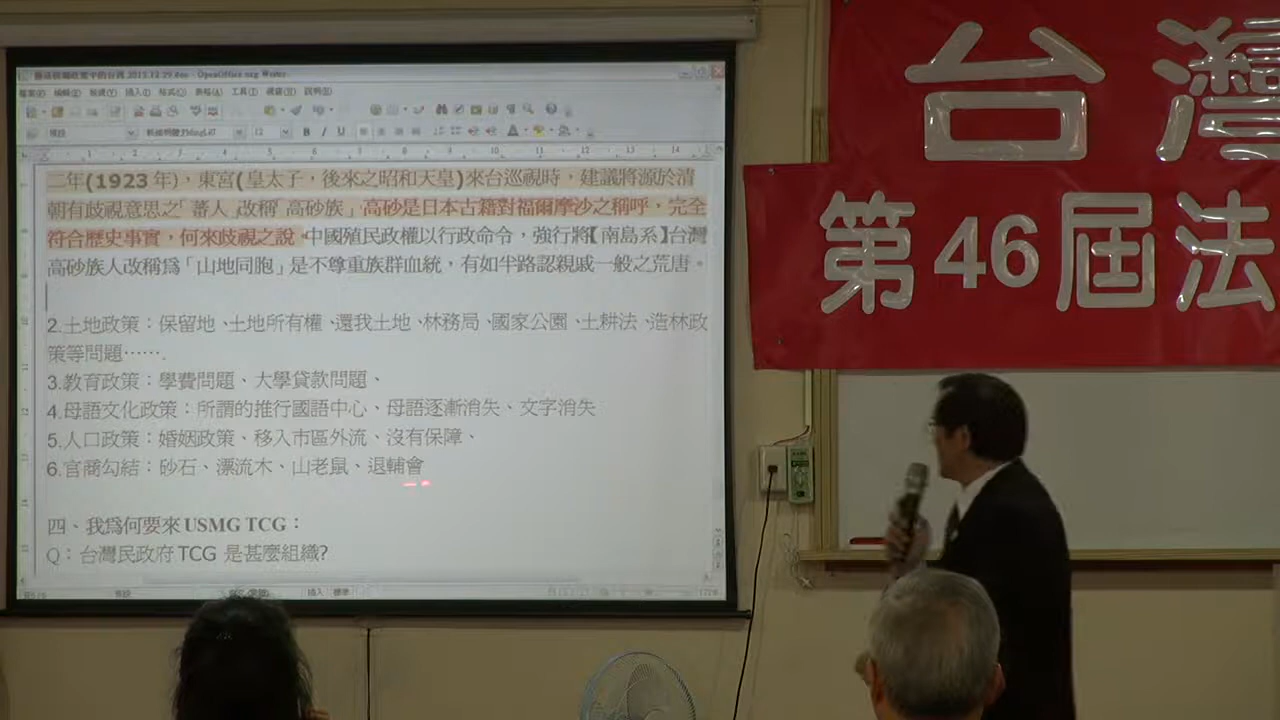 OpenOffice.org Writer
二年(1923 年)，東宮(皇太子，後來之昭和天皇)來台巡視時，建議將源於清
朝有歧視意思之「蕃人」改稱「高砂族」高砂是日本古籍對福爾摩沙之稱呼，完全
符合歷史事實，何來歧視之說 中國殖民政權以行政命令，強行將【南島系】台灣
高砂族人改稱爲「山地同胞」是不尊重族群血統，有如半路認親戚一般之荒唐。
2.土地政策：保留地、土地所有權、還我土地、林務局、國家公園、土耕法、造林政
策等問題…….
3.教育政策：學費問題、大學貸款問題、
4.母語文化政策：所謂的推行國語中心、母語逐漸消失、文字消失
5.人口政策：婚姻政策、移入市區外流、沒有保障、
6.官商勾結：砂石、漂流木、山老鼠、退輔會
四、我爲何要來 USMG TCG：
Q：台灣民政府 TCG 是甚麼組織?
台灣
第46屆法